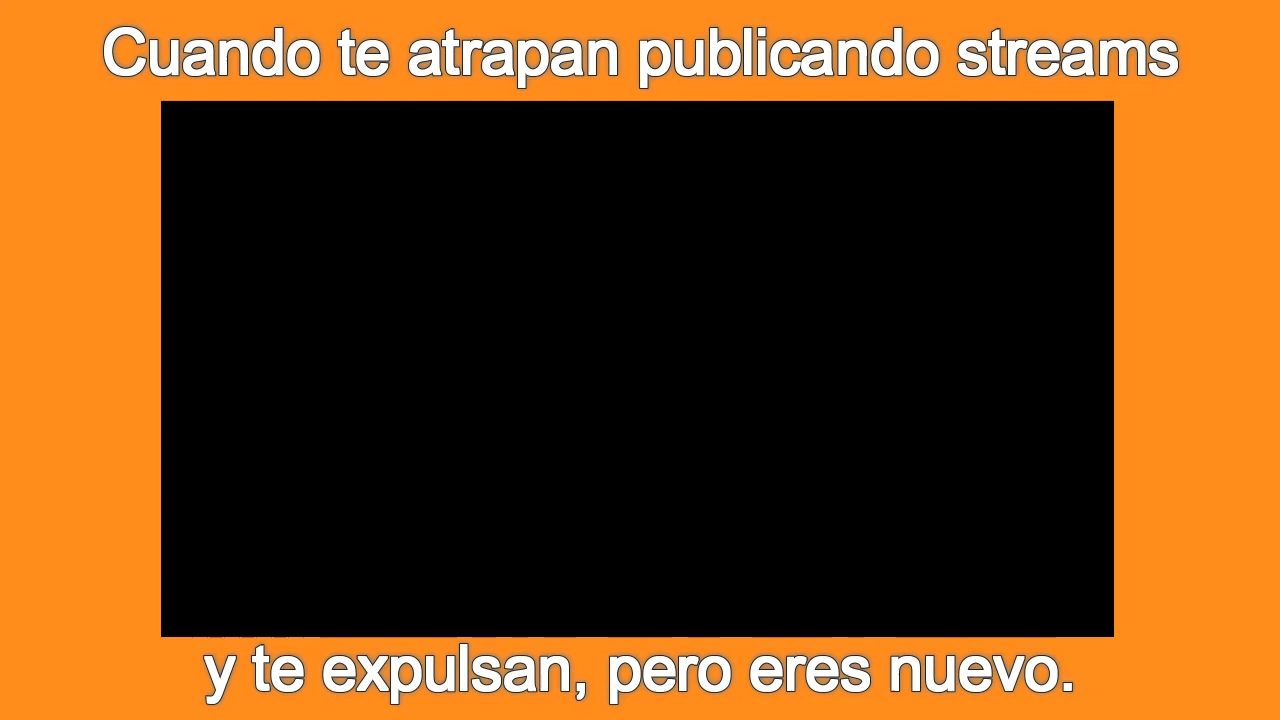 Cuando te atrapan publicando streams
y te expulsan, pero eres nuevo.